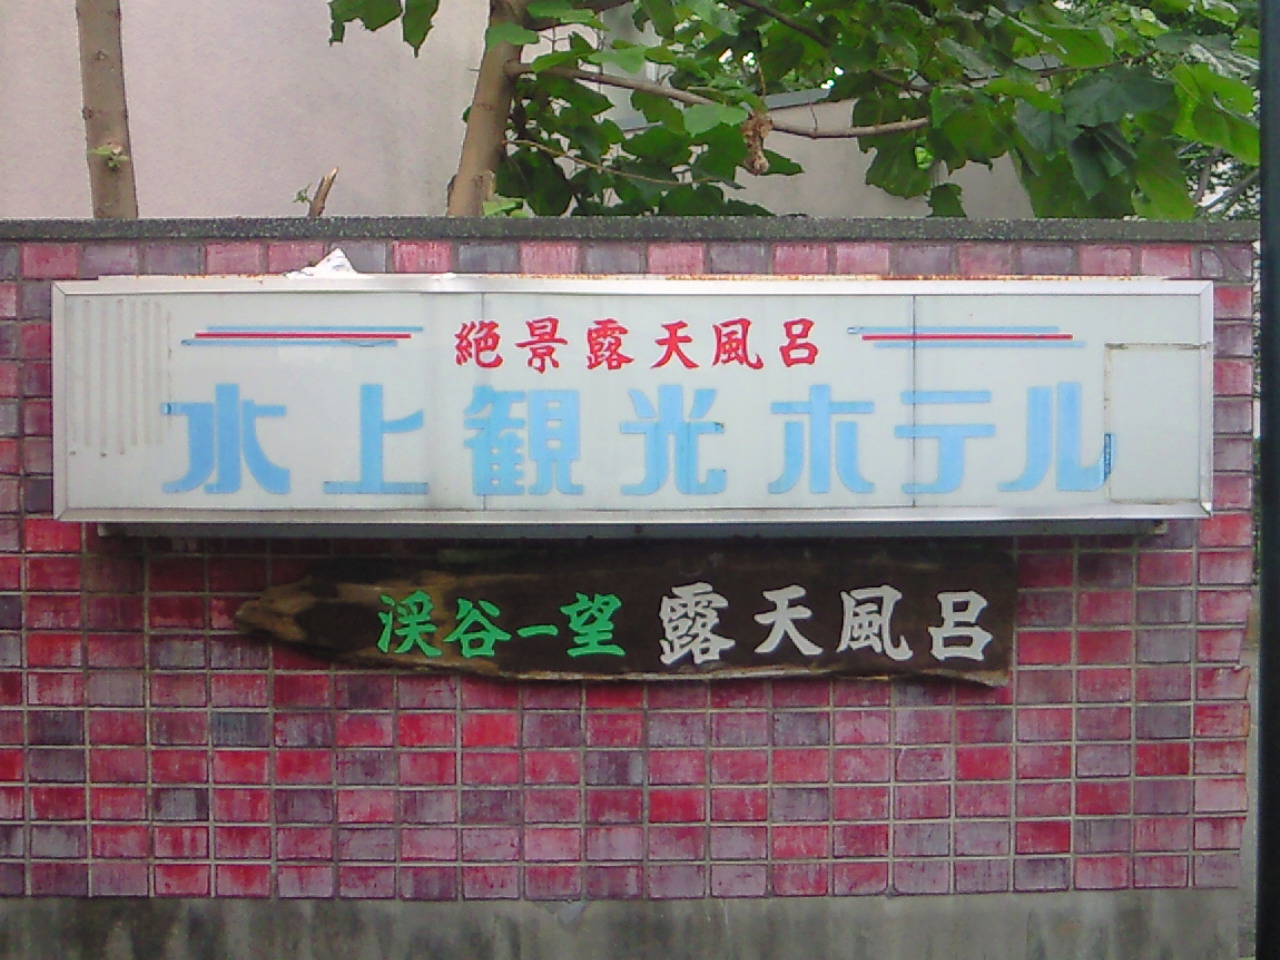 絶景露天風呂
水上観光ホテル
渓谷一望 露天風呂